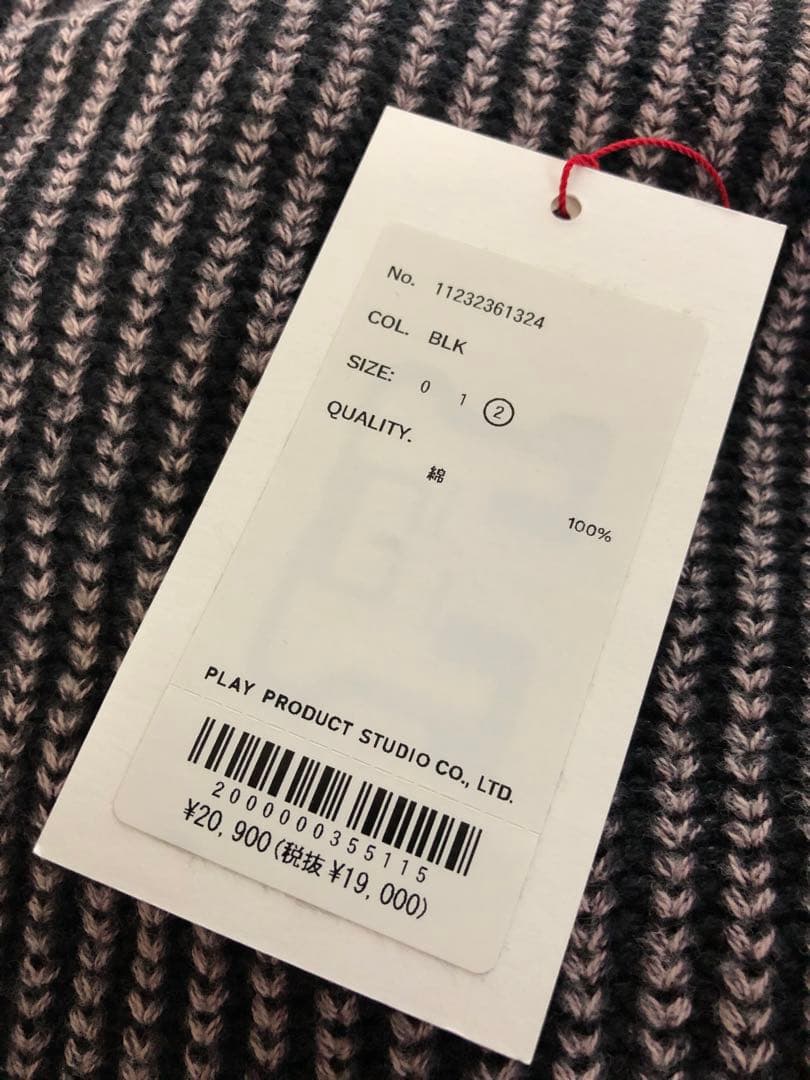 No. 11232361324
COL. BLK
SIZE: 0 1 2
QUALITY.
綿
100%
PLAY PRODUCT STUDIO CO., LTD.
2000000355115
¥20,900(税抜¥19,000)